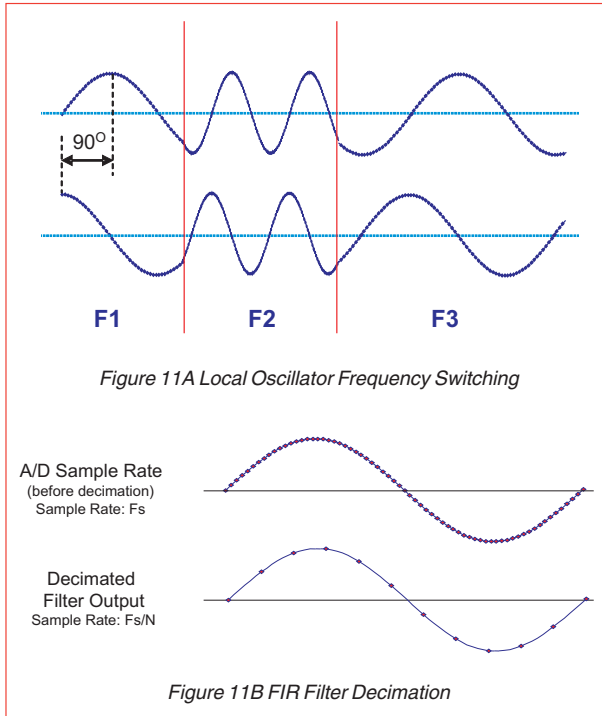 90O
F1 F2 F3
Figure 11A Local Oscillator Frequency Switching
A/D Sample Rate
(before decimation)
Sample Rate: Fs
Decimated
Filter Output
Sample Rate: Fs/N
Figure 11B FIR Filter Decimation